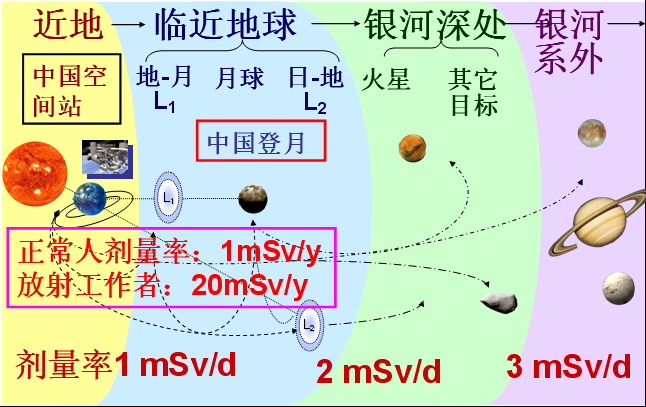 近地
临近地球
银河深处
银河
系外
中国空
间站
地-月
L1
月球
日-地
L2
火星
其它
目标
中国登月
L1
正常人剂量率：1mSv/y
放射工作者：20mSv/y
L2
剂量率1 mSv/d
2 mSv/d
3 mSv/d